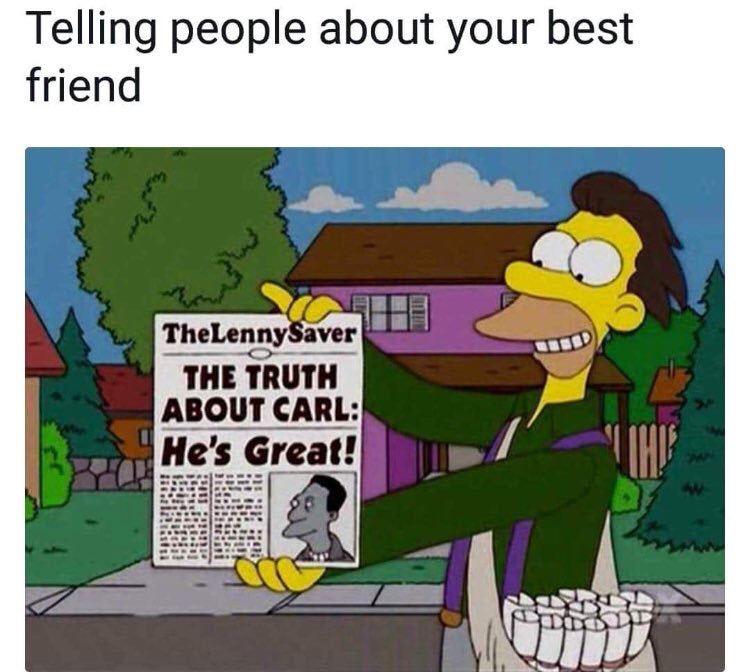 Telling people about your best
friend
TheLennySaver
THE TRUTH
ABOUT CARL:
He's Great!